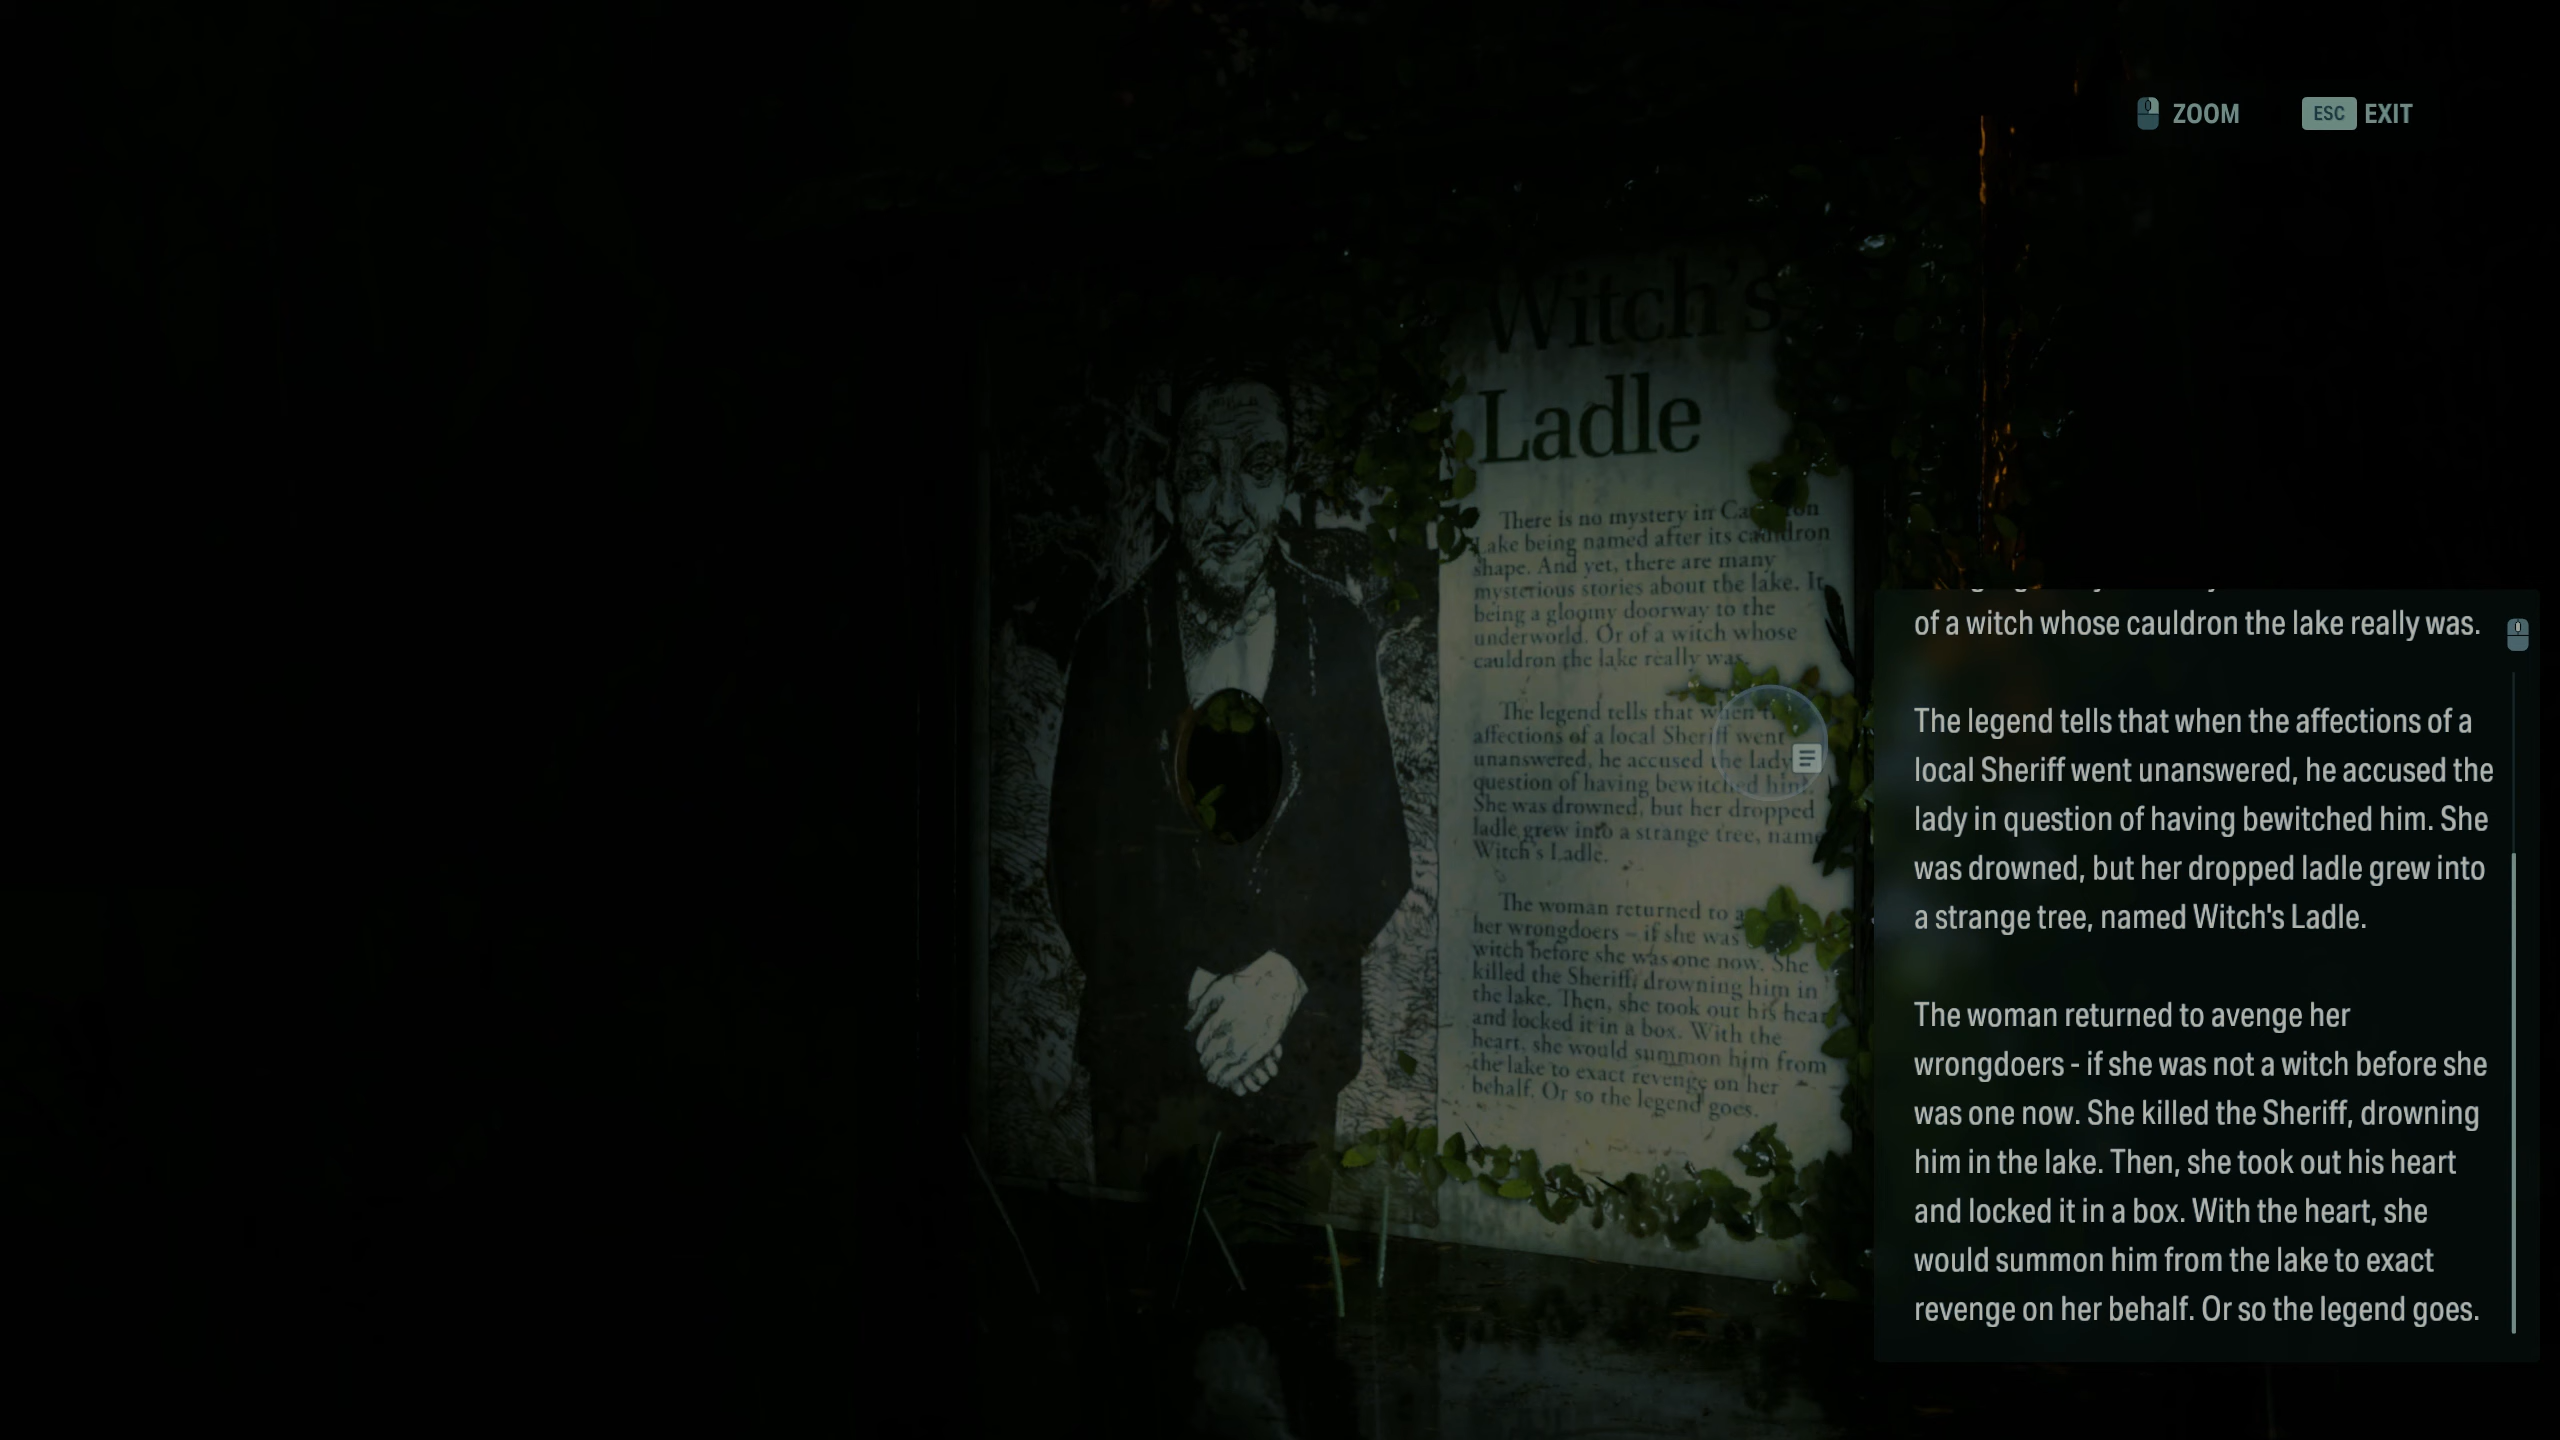 ZOOM
ESC EXIT
Witch's
Ladle
There is no mystery in Ca on
Lake being named after its cauldron
shape. And yet, there are many
mysterious stories about the lake. It
being a gloomy doorway to the
underworld. Or of a witch whose
cauldron the lake really was.
The legend tells that when
affections of a local Sheriff went
unanswered, he accused the lady
question of having bewitched him.
She was drowned, but her dropped
ladle grew into a strange tree, name
Witch's Ladle.
The woman returned to a
her wrongdoers – if she was
witch before she was one now. She
killed the Sheriff, drowning him in
the lake. Then, she took out his hear
and locked it in a box. With the
heart, she would summon him from
the lake to exact revenge on her
behalf. Or so the legend goes.
of a witch whose cauldron the lake really was.
The legend tells that when the affections of a
local Sheriff went unanswered, he accused the
lady in question of having bewitched him. She
was drowned, but her dropped ladle grew into
a strange tree, named Witch's Ladle.
The woman returned to avenge her
wrongdoers - if she was not a witch before she
was one now. She killed the Sheriff, drowning
him in the lake. Then, she took out his heart
and locked it in a box. With the heart, she
would summon him from the lake to exact
revenge on her behalf. Or so the legend goes.